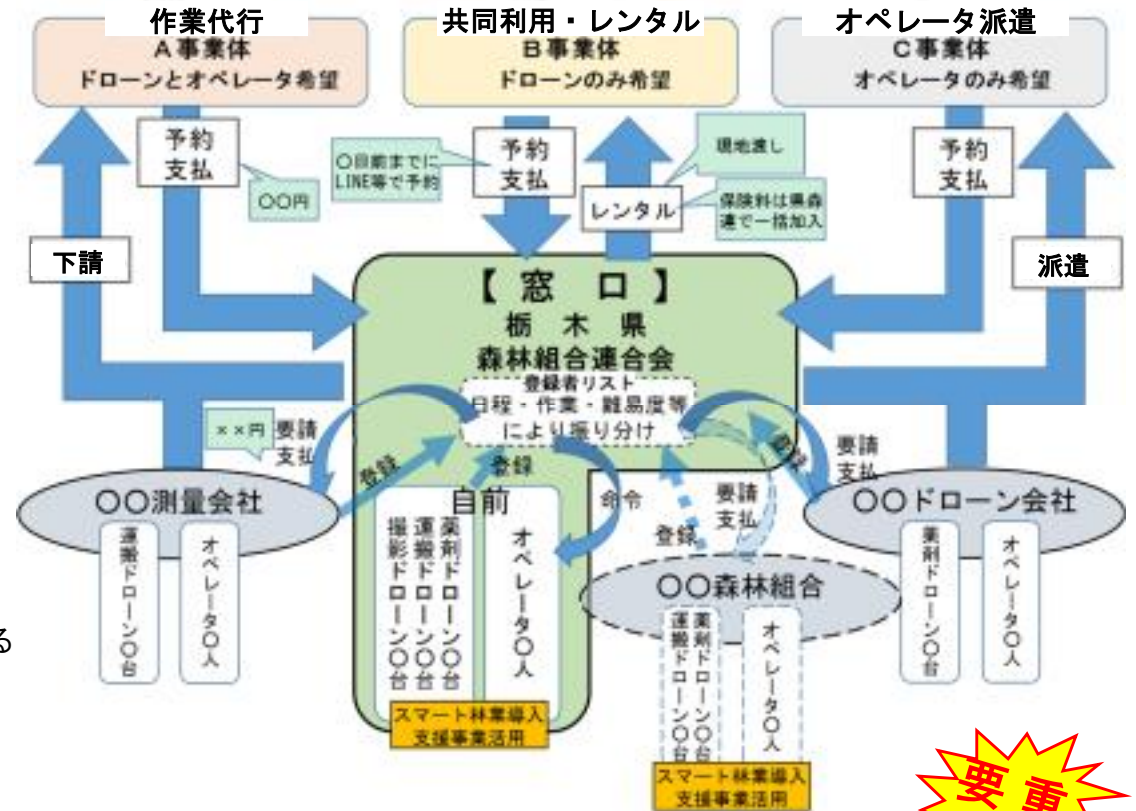 作業代行
A事業体
ドローンとオペレータ希望
共同利用・レンタル
B事業体
ドローンのみ希望
オペレータ派遣
C事業体
オペレータのみ希望
予約
支払
〇〇円
〇日前までに
LINE等で予約
予約
支払
レンタル
現地渡し
保険料は県森
連で一括加入
予約
支払
下請
派遣
【窓口】
栃木県
森林組合連合会
登録者リスト
日程・作業・難易度等
により振り分け
××円
要請
支払
登録
登録
命令
要請
支払
登録
登録
要請
支払
〇〇測量会社
運搬ドローン〇台
オペレータ〇人
自前
薬剤ドローン〇台
運搬ドローン〇台
撮影ドローン〇台
オペレータ〇人
スマート林業導入
支援事業活用
〇〇森林組合
薬剤ドローン〇台
運搬ドローン〇台
オペレータ〇人
スマート林業導入
支援事業活用
〇〇ドローン会社
薬剤ドローン〇台
オペレータ〇人
る
重
要